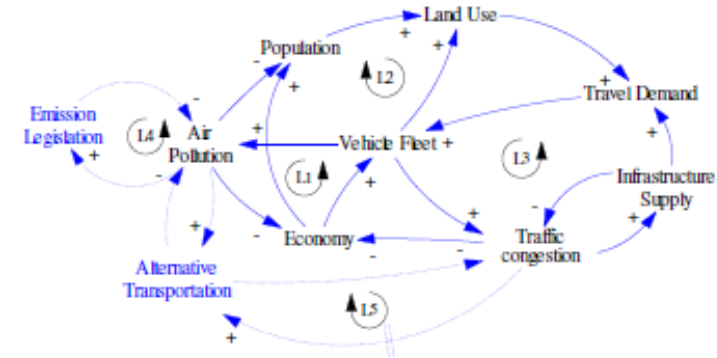 Land Use
+
+
Population
-
+
L2
+
Travel Demand
-
Emission
Legislation
L4
Air
Pollution
+
Vehicle Fleet
+
+
L3
+
-
L1
+
Infrastructure
Supply
-
+
+
+
-
Economy
-
-
Traffic
congestion
Alternative
Transportation
L5
+